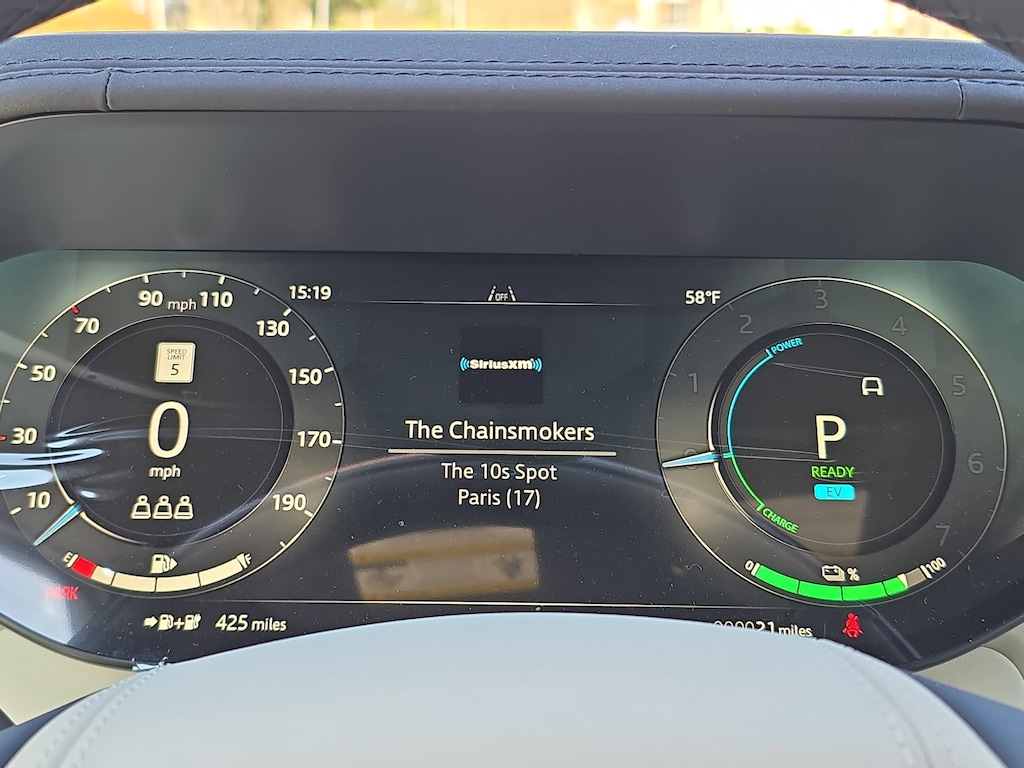 90 mph 110
15:19
OFF
58°F
70
130
50
150
30
170
10
190
SPEED
LIMIT
5
0
mph
E
F
PARK
425 miles
((SiriusXM))
The Chainsmokers
The 10s Spot
Paris (17)
1
2
3
4
5
6
7
POWER
P
READY
EV
CHARGE
0
%
100
000021 miles